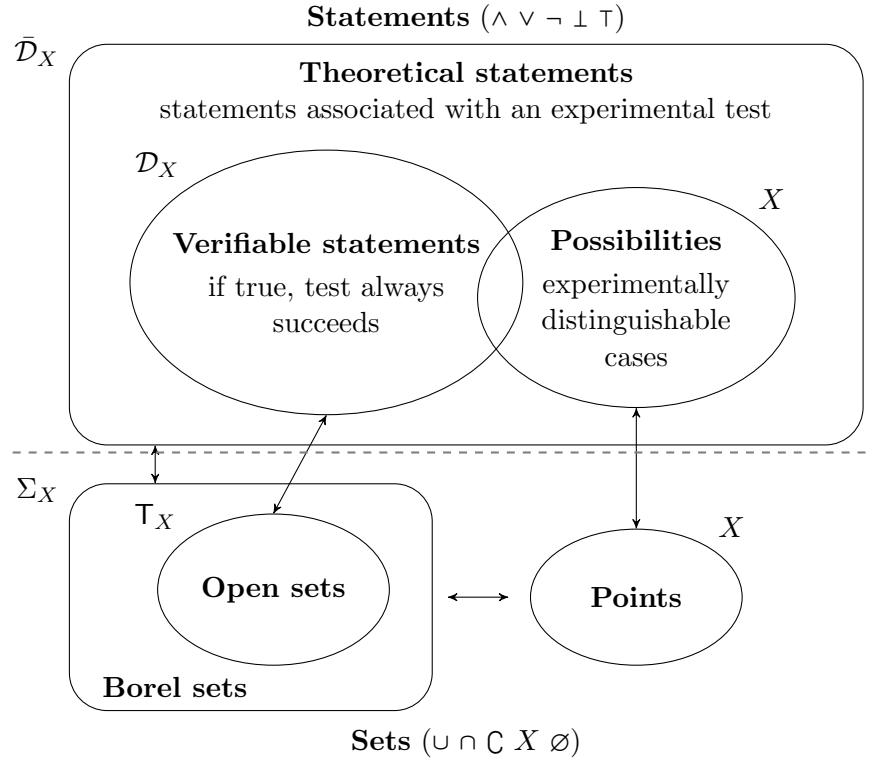 Statements (∧ ∨ ¬ ⊥ ⊤)
𝒟̄_X
Theoretical statements
statements associated with an experimental test
𝒟_X
X
Verifiable statements
if true, test always
succeeds
Possibilities
experimentally
distinguishable
cases
Σ_X
T_X
X
Open sets
Points
Borel sets
Sets (∪ ∩ ∁ X ∅)